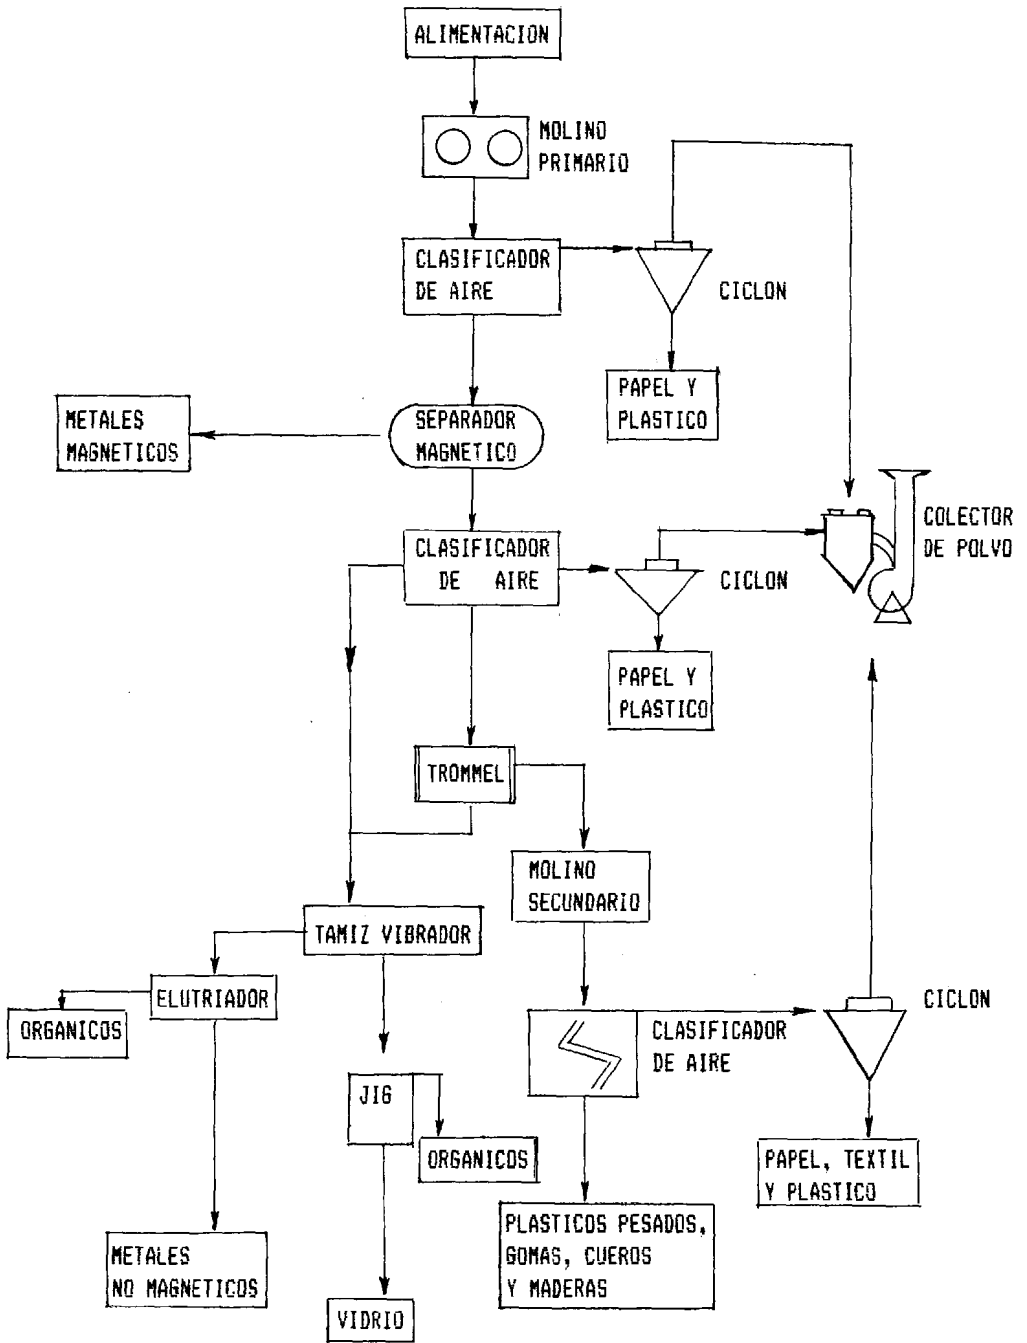 ALIMENTACION
MOLINO
PRIMARIO
CLASIFICADOR
DE AIRE
CICLON
PAPEL Y
PLASTICO
METALES
MAGNETICOS
SEPARADOR
MAGNETICO
COLECTOR
DE POLVO
CLASIFICADOR
DE AIRE
CICLON
PAPEL Y
PLASTICO
TROMMEL
MOLINO
SECUNDARIO
TAMIZ VIBRADOR
ELUTRIADOR
ORGANICOS
CLASIFICADOR
DE AIRE
CICLON
JIG
ORGANICOS
PAPEL, TEXTIL
Y PLASTICO
PLASTICOS PESADOS,
GOMAS, CUEROS
Y MADERAS
METALES
NO MAGNETICOS
VIDRIO